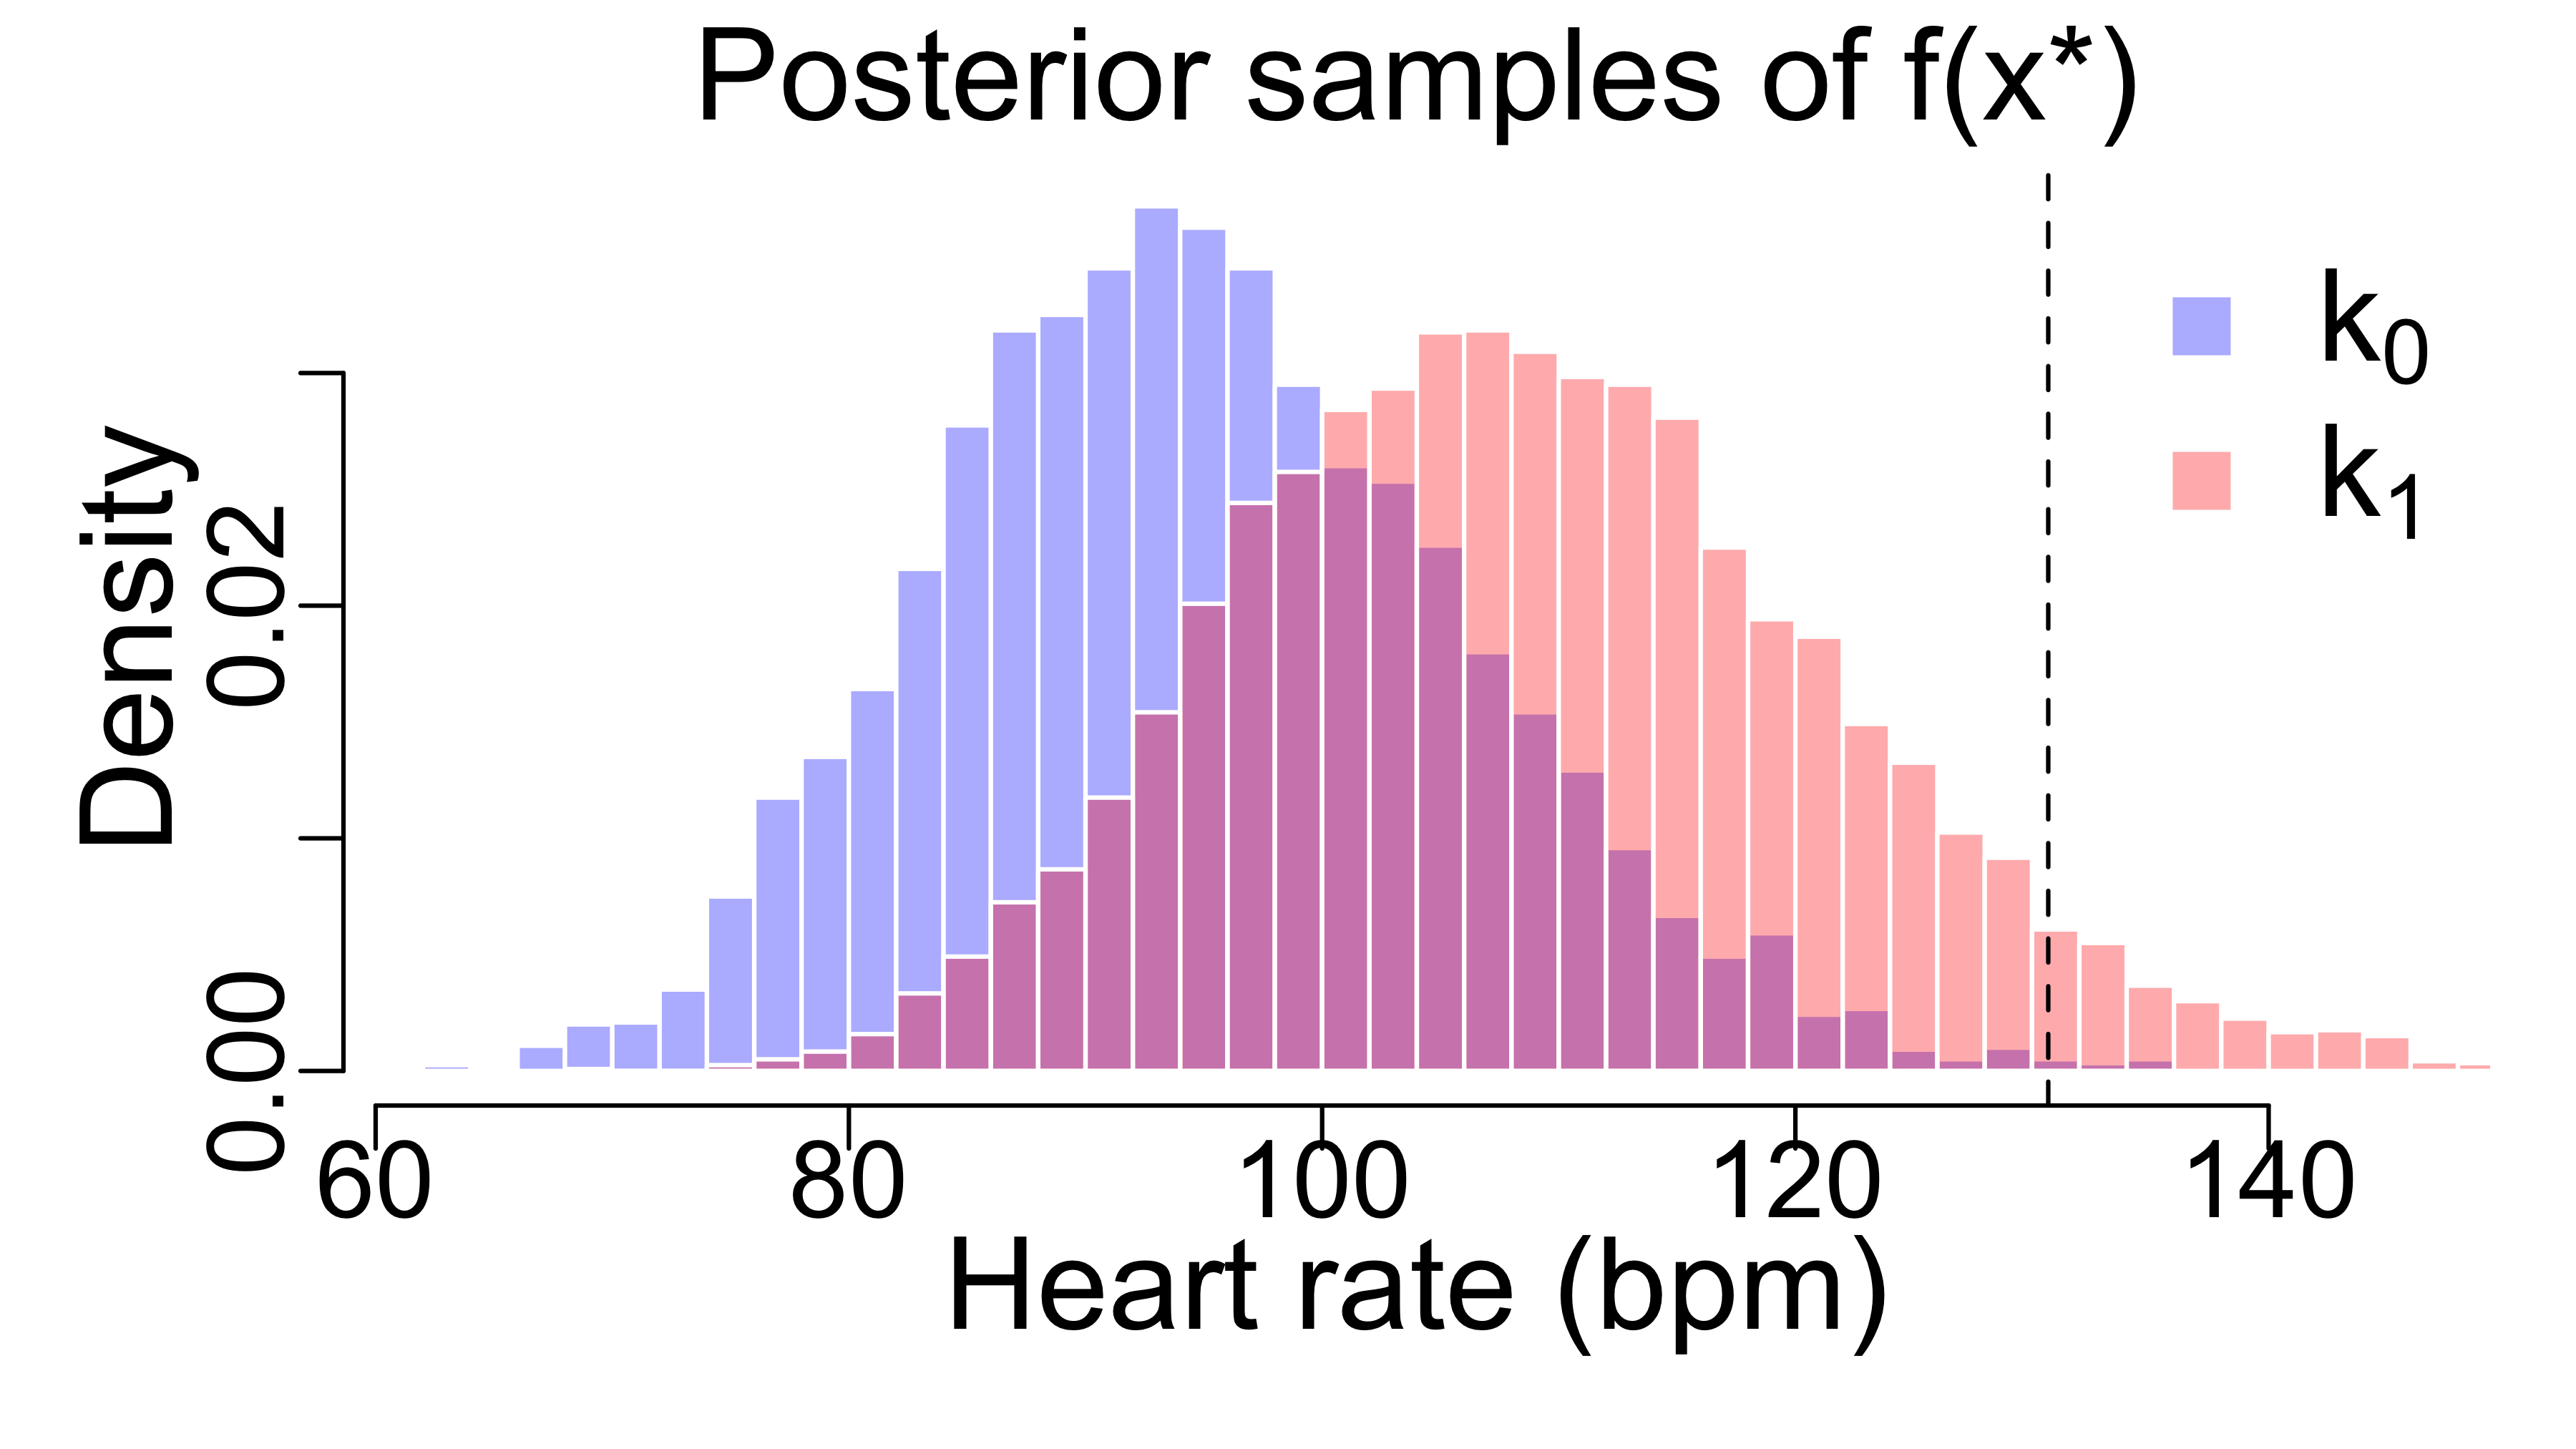 Posterior samples of f(x*)
k0
k1
Density
0.02
0.00
60 80 100 120 140
Heart rate (bpm)